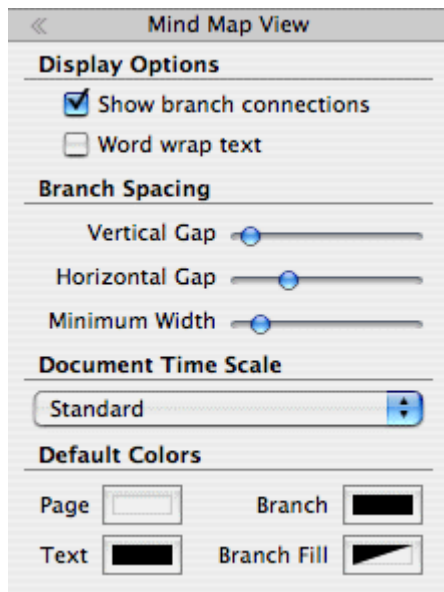 Mind Map View
Display Options
Show branch connections
Word wrap text
Branch Spacing
Vertical Gap
Horizontal Gap
Minimum Width
Document Time Scale
Standard
Default Colors
Page Branch
Text Branch Fill